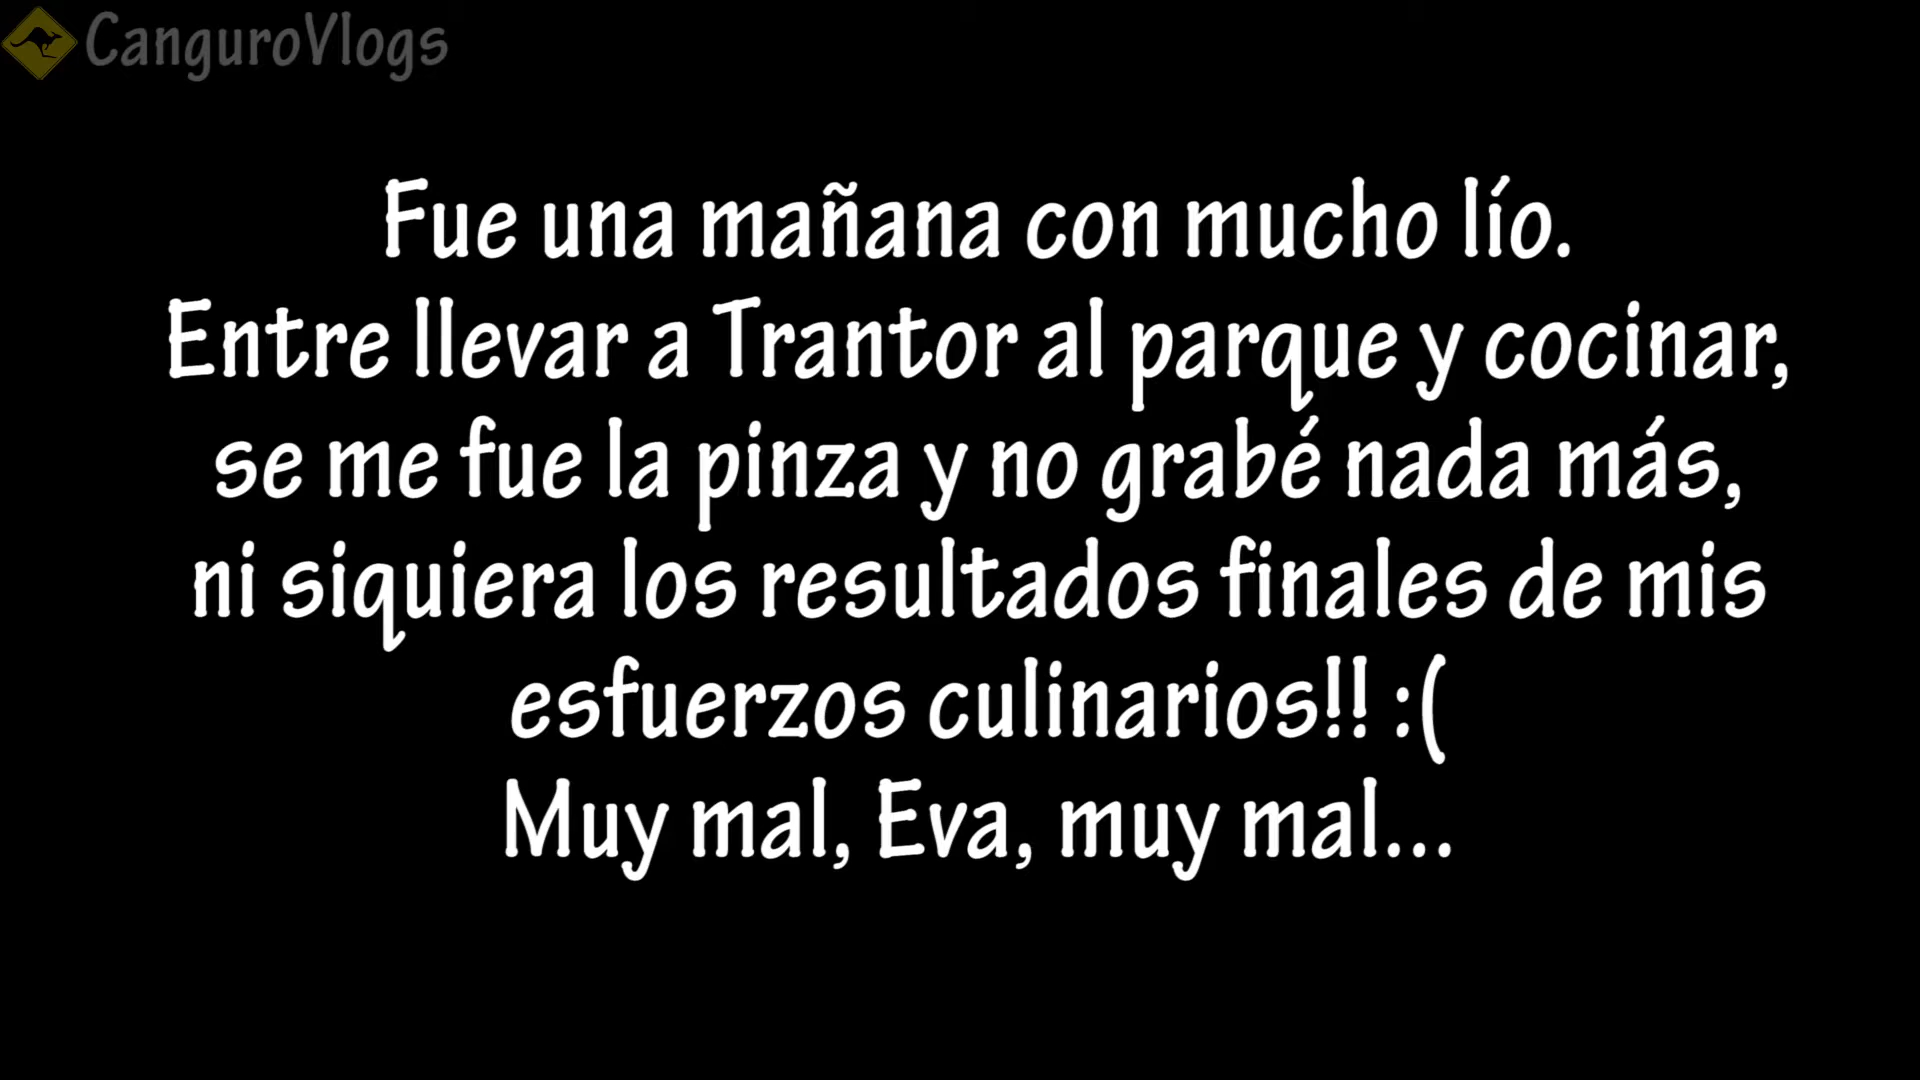 CanguroVlogs
Fue una mañana con mucho lío.
Entre llevar a Trantor al parque y cocinar,
se me fue la pinza y no grabé nada más,
ni siquiera los resultados finales de mis
esfuerzos culinarios!! :(
Muy mal, Eva, muy mal...